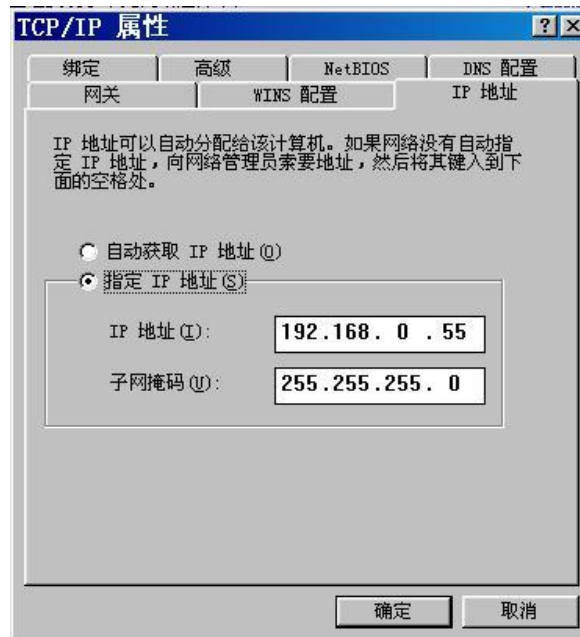 TCP/IP 属性
绑定 高级 NetBIOS DNS 配置
网关 WINS 配置 IP 地址
IP 地址可以自动分配给该计算机。如果网络没有自动指
定 IP 地址，向网络管理员索要地址，然后将其键入到下
面的空格处。
自动获取 IP 地址(O)
指定 IP 地址(S)
IP 地址(I): 192.168. 0 .55
子网掩码(U): 255.255.255. 0
确定 取消